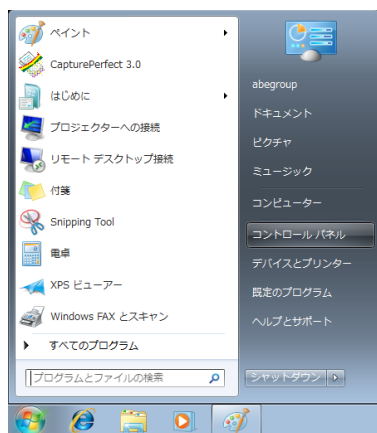 ペイント
CapturePerfect 3.0
はじめに
プロジェクターへの接続
リモート デスクトップ接続
付箋
Snipping Tool
電卓
XPS ビューアー
Windows FAX とスキャン
すべてのプログラム
プログラムとファイルの検索
abegroup
ドキュメント
ピクチャ
ミュージック
コンピューター
コントロール パネル
デバイスとプリンター
既定のプログラム
ヘルプとサポート
シャットダウン